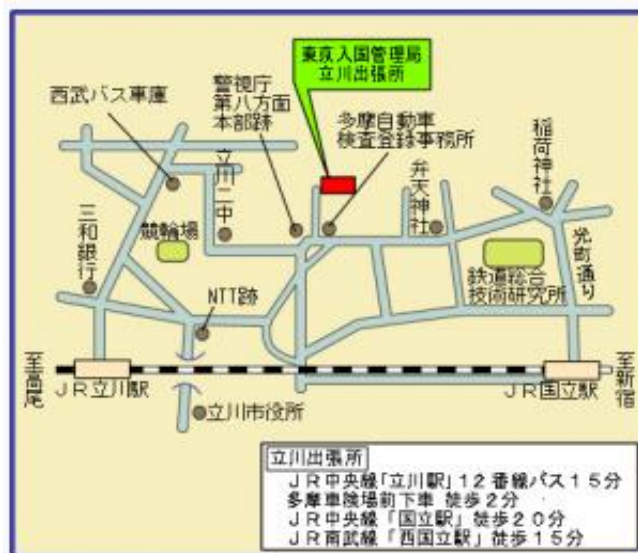 東京入国管理局
立川出張所
西武バス車庫
警視庁
第八方面
本部跡
多摩自動車
検査登録事務所
稲荷神社
立川二中
弁天神社
三和銀行
競輪場
光町通り
鉄道総合
技術研究所
NTT跡
至高尾
至新宿
JR立川駅
JR国立駅
立川市役所
立川出張所
JR中央線「立川駅」12番線バス15分
多摩車検場前下車 徒歩2分
JR中央線「国立駅」徒歩20分
JR南武線「西国立駅」徒歩15分